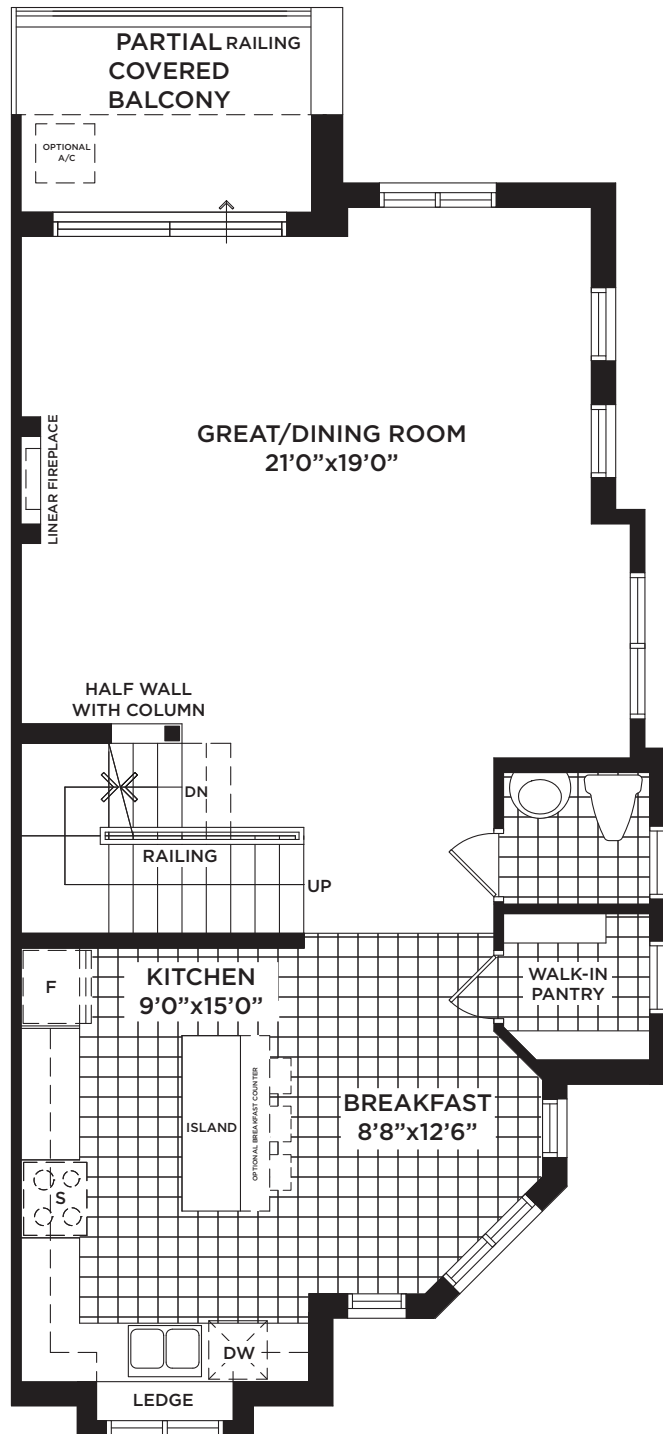 PARTIAL RAILING
COVERED
BALCONY
OPTIONAL
A/C
LINEAR FIREPLACE
GREAT/DINING ROOM
21’0”x19’0”
HALF WALL
WITH COLUMN
DN
RAILING
UP
F
KITCHEN
9’0”x15’0”
WALK-IN
PANTRY
ISLAND
OPTIONAL BREAKFAST COUNTER
BREAKFAST
8’8”x12’6”
S
DW
LEDGE